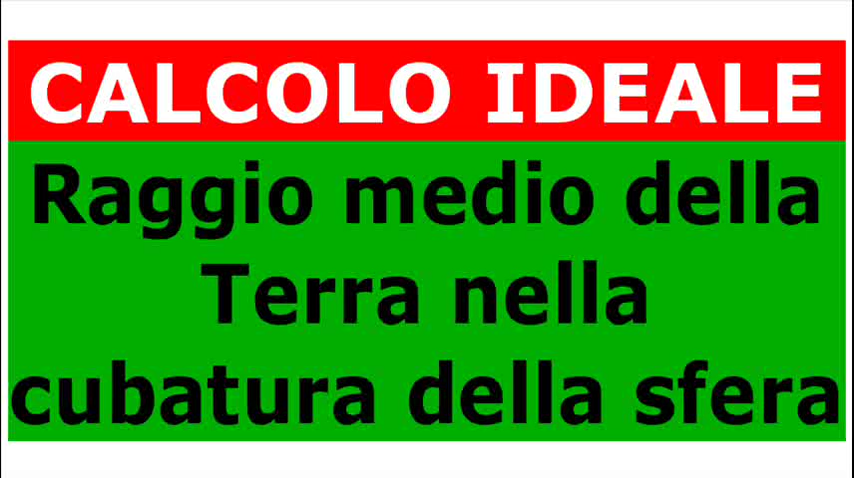 CALCOLO IDEALE
Raggio medio della
Terra nella
cubatura della sfera